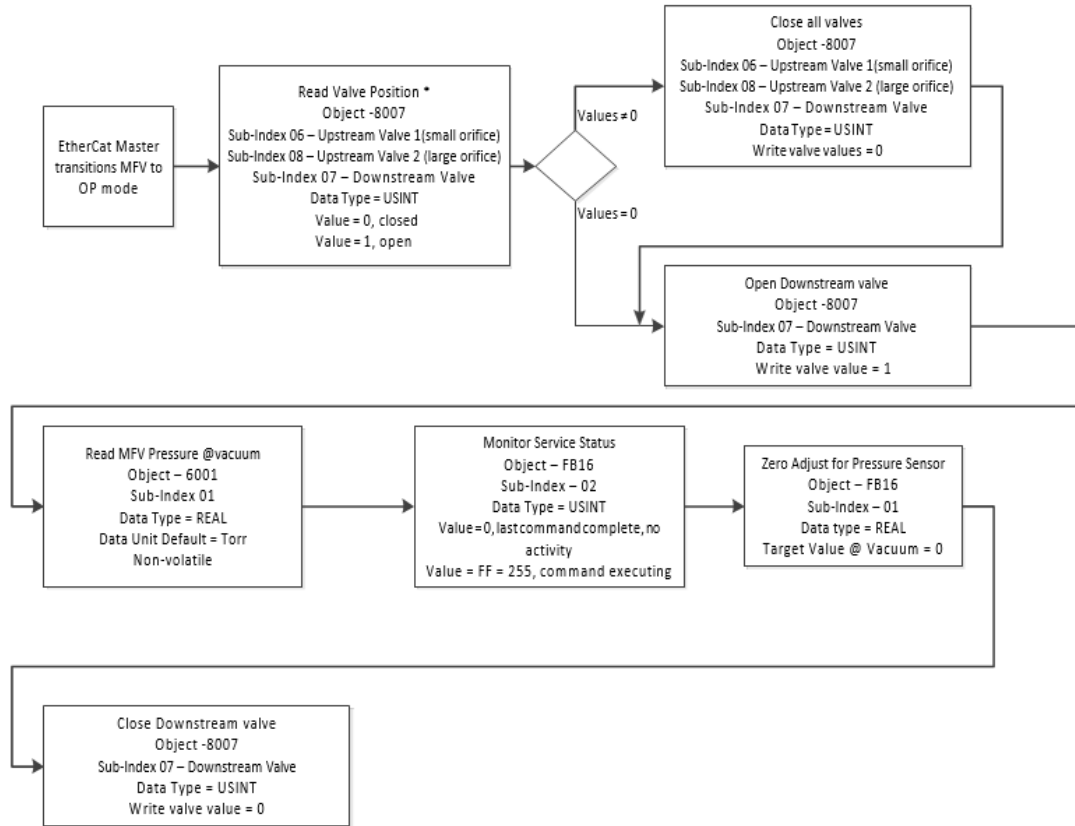 EtherCat Master
transitions MFV to
OP mode
Read Valve Position *
Object -8007
Sub-Index 06 – Upstream Valve 1(small orifice)
Sub-Index 08 – Upstream Valve 2 (large orifice)
Sub-Index 07 – Downstream Valve
Data Type = USINT
Value = 0, closed
Value = 1, open
Values ≠ 0
Values = 0
Close all valves
Object -8007
Sub-Index 06 – Upstream Valve 1(small orifice)
Sub-Index 08 – Upstream Valve 2 (large orifice)
Sub-Index 07 – Downstream Valve
Data Type = USINT
Write valve values = 0
Open Downstream valve
Object -8007
Sub-Index 07 – Downstream Valve
Data Type = USINT
Write valve value = 1
Read MFV Pressure @vacuum
Object – 6001
Sub-Index 01
Data Type = REAL
Data Unit Default = Torr
Non-volatile
Monitor Service Status
Object – FB16
Sub-Index – 02
Data Type = USINT
Value = 0, last command complete, no
activity
Value = FF = 255, command executing
Zero Adjust for Pressure Sensor
Object – FB16
Sub-Index – 01
Data type = REAL
Target Value @ Vacuum = 0
Close Downstream valve
Object -8007
Sub-Index 07 – Downstream Valve
Data Type = USINT
Write valve value = 0